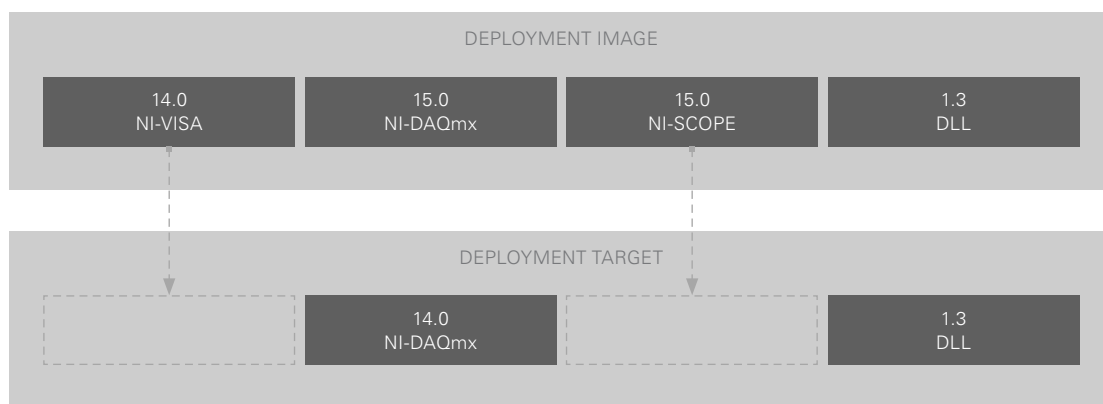 DEPLOYMENT IMAGE
14.0
NI-VISA
15.0
NI-DAQmx
15.0
NI-SCOPE
1.3
DLL
DEPLOYMENT TARGET
14.0
NI-DAQmx
1.3
DLL